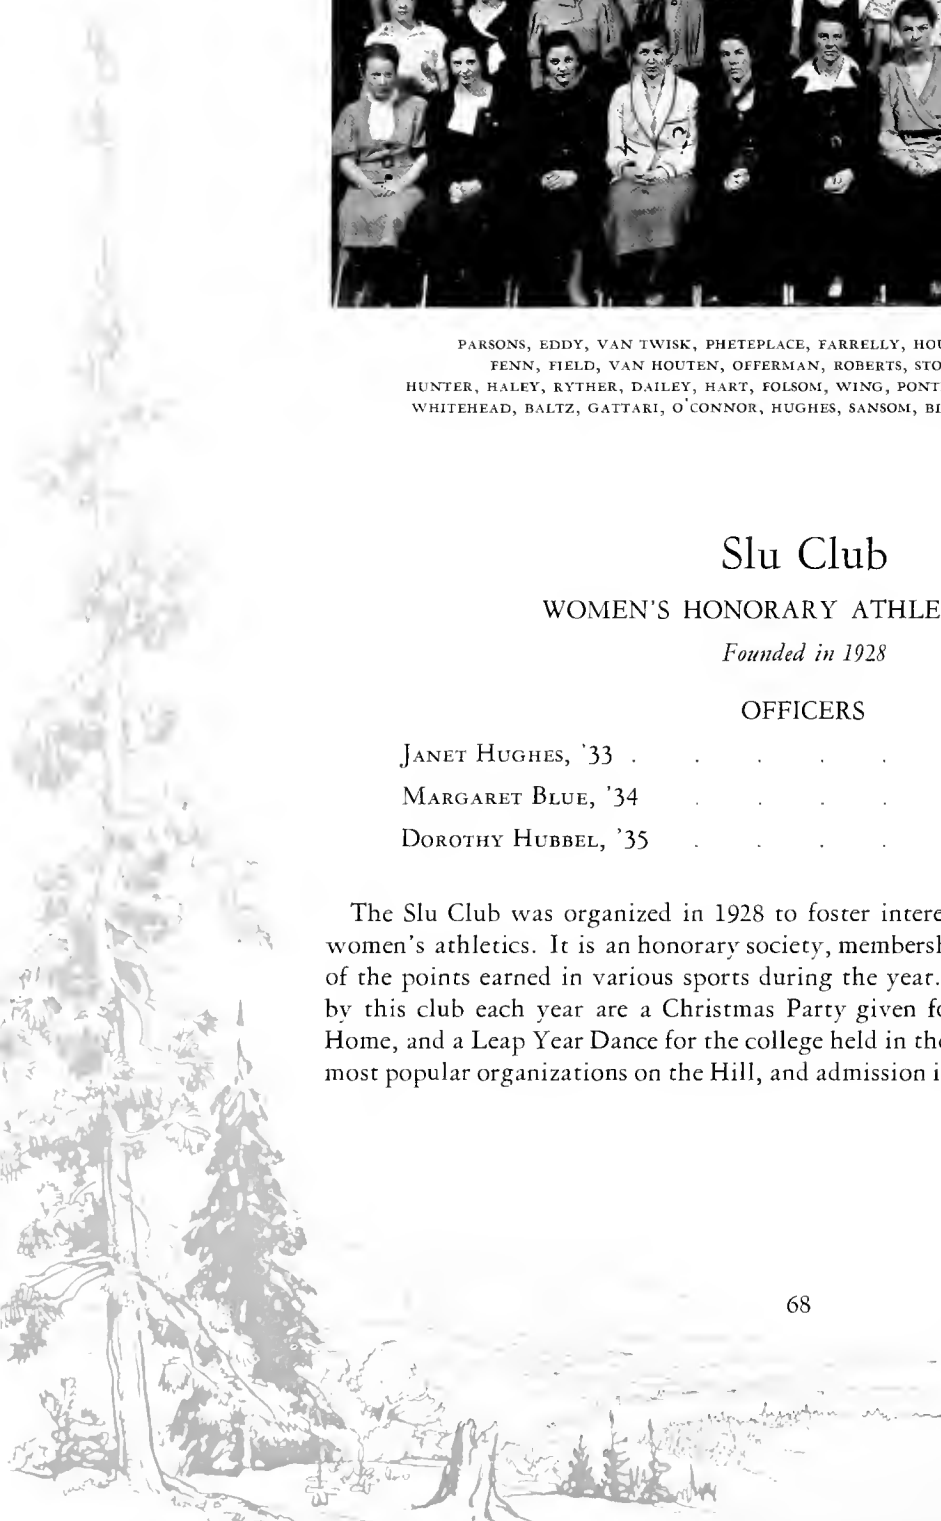 PARSONS, EDDY, VAN TWISK, PHETEPLACE, FARRELLY,
FENN, FIELD, VAN HOUTEN, OFFERMAN, ROBERTS,
HUNTER, HALEY, RYTHER, DAILEY, HART, FOLSOM, WING,
WHITEHEAD, BALTZ, GATTARI, O'CONNOR, HUGHES, SANSOM,
Slu Club
WOMEN'S HONORARY
Founded in 1928
OFFICERS
JANET HUGHES, '33 . . . . .
MARGARET BLUE, '34 . . . .
DOROTHY HUBBEL, '35 . . . .
The Slu Club was organized in 1928 to foster
women's athletics. It is an honorary society,
of the points earned in various sports during the year.
by this club each year are a Christmas Party given
Home, and a Leap Year Dance for the college held in
most popular organizations on the Hill, and admission
68